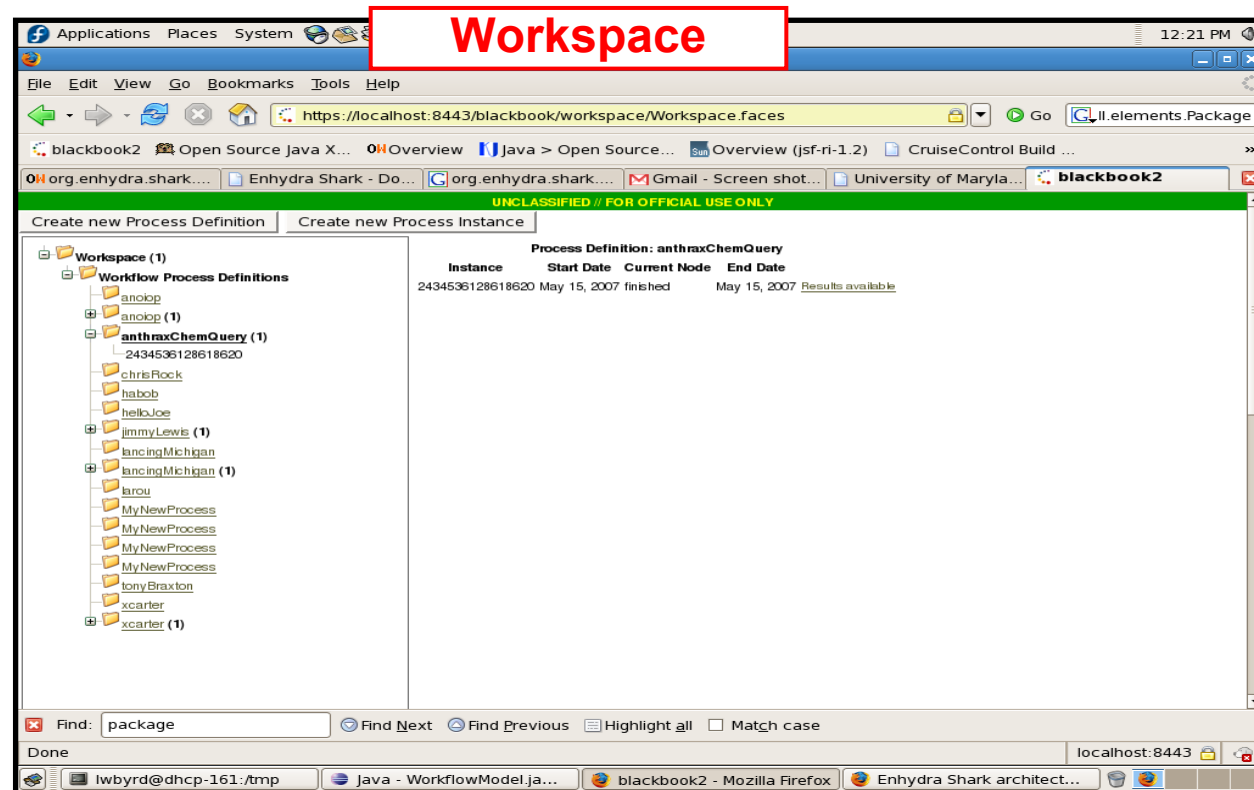 Workspace
Applications Places System 12:21 PM
File Edit View Go Bookmarks Tools Help
https://localhost:8443/blackbook/workspace/Workspace.faces Go ll.elements.Package
blackbook2 Open Source Java X... Overview Java > Open Source... Overview (jsf-ri-1.2) CruiseControl Build ... »
org.enhydra.shark.... Enhydra Shark - Do... org.enhydra.shark.... Gmail - Screen shot... University of Maryla... blackbook2
UNCLASSIFIED // FOR OFFICIAL USE ONLY
Create new Process Definition Create new Process Instance
Workspace (1)
Workflow Process Definitions
anoiop
anoiop (1)
anthraxChemQuery (1)
2434536128618620
chrisRock
habob
helloJoe
jimmyLewis (1)
lancingMichigan
lancingMichigan (1)
larou
MyNewProcess
MyNewProcess
MyNewProcess
MyNewProcess
tonyBraxton
xcarter
xcarter (1)
Process Definition: anthraxChemQuery
Instance Start Date Current Node End Date
2434536128618620 May 15, 2007 finished May 15, 2007 Results available
Find: package Find Next Find Previous Highlight all Match case
Done localhost:8443
lwbyrd@dhcp-161:/tmp Java - WorkflowModel.ja... blackbook2 - Mozilla Firefox Enhydra Shark architect...